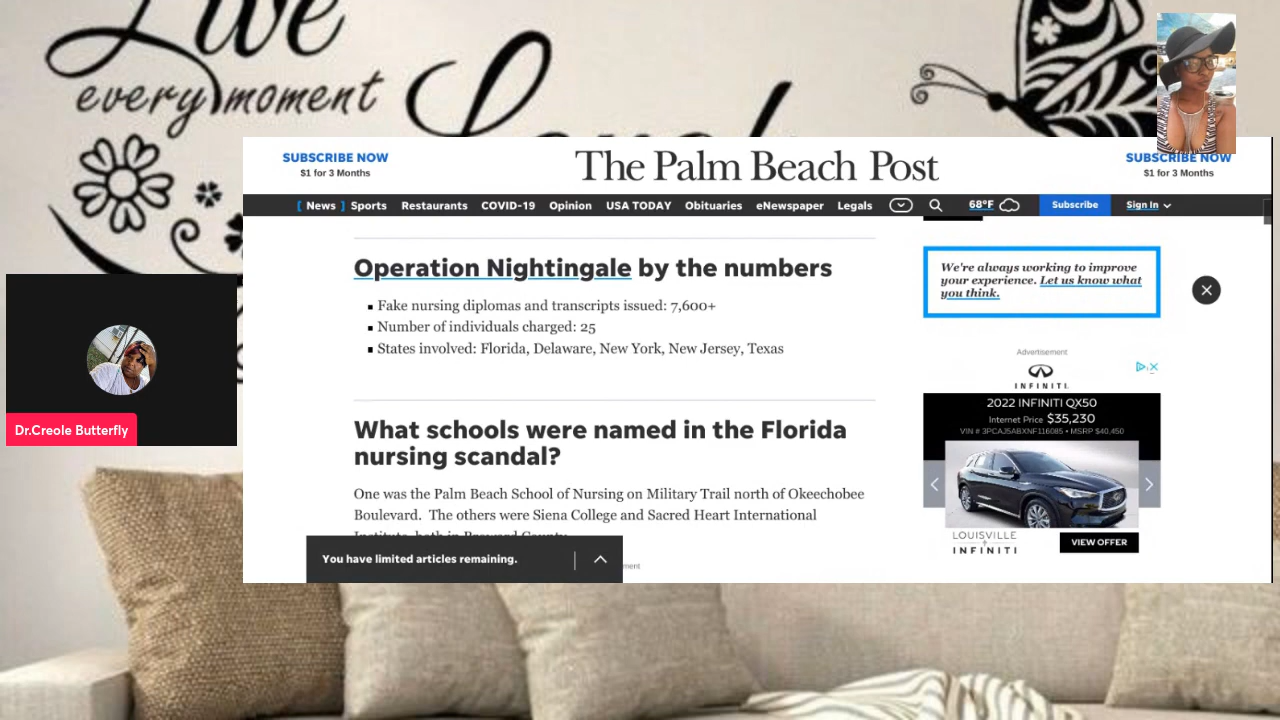 Live
every moment
SUBSCRIBE NOW
$1 for 3 Months
The Palm Beach Post
SUBSCRIBE NOW
$1 for 3 Months
[ News ] Sports Restaurants COVID-19 Opinion USA TODAY Obituaries eNewspaper Legals 68°F Subscribe Sign In
Operation Nightingale by the numbers
▪ Fake nursing diplomas and transcripts issued: 7,600+
▪ Number of individuals charged: 25
▪ States involved: Florida, Delaware, New York, New Jersey, Texas
What schools were named in the Florida
nursing scandal?
One was the Palm Beach School of Nursing on Military Trail north of Okeechobee
Boulevard. The others were Siena College and Sacred Heart International
You have limited articles remaining.
We're always working to improve
your experience. Let us know what
you think.
Advertisement
INFINITI
2022 INFINITI QX50
Internet Price $35,230
VIN # 3PCAJ5ABXNF116085 • MSRP $40,450
LOUISVILLE
INFINITI
VIEW OFFER
Dr.Creole Butterfly